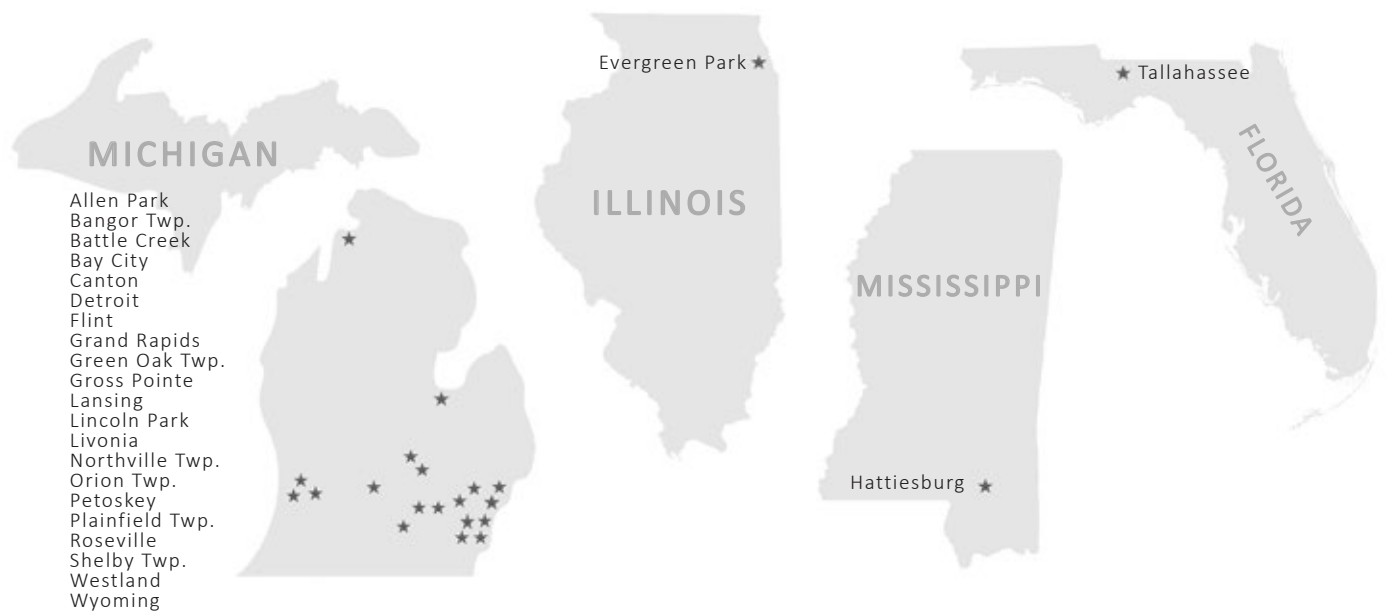 MICHIGAN
Allen Park
Bangor Twp.
Battle Creek
Bay City
Canton
Detroit
Flint
Grand Rapids
Green Oak Twp.
Gross Pointe
Lansing
Lincoln Park
Livonia
Northville Twp.
Orion Twp.
Petoskey
Plainfield Twp.
Roseville
Shelby Twp.
Westland
Wyoming
Evergreen Park
ILLINOIS
MISSISSIPPI
Hattiesburg
Tallahassee
FLORIDA